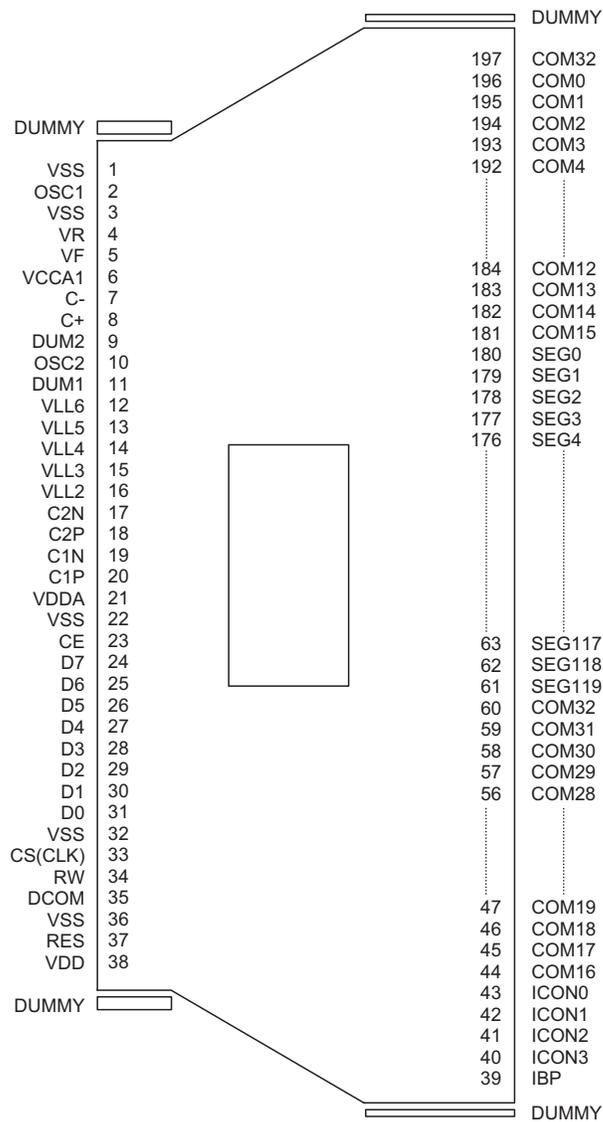 DUMMY
197 COM32
196 COM0
195 COM1
194 COM2
193 COM3
192 COM4
184 COM12
183 COM13
182 COM14
181 COM15
180 SEG0
179 SEG1
178 SEG2
177 SEG3
176 SEG4
63 SEG117
62 SEG118
61 SEG119
60 COM32
59 COM31
58 COM30
57 COM29
56 COM28
47 COM19
46 COM18
45 COM17
44 COM16
43 ICON0
42 ICON1
41 ICON2
40 ICON3
39 IBP
DUMMY
DUMMY
VSS 1
OSC1 2
VSS 3
VR 4
VF 5
VCCA1 6
C- 7
C+ 8
DUM2 9
OSC2 10
DUM1 11
VLL6 12
VLL5 13
VLL4 14
VLL3 15
VLL2 16
C2N 17
C2P 18
C1N 19
C1P 20
VDDA 21
VSS 22
CE 23
D7 24
D6 25
D5 26
D4 27
D3 28
D2 29
D1 30
D0 31
VSS 32
CS(CLK) 33
RW 34
DCOM 35
VSS 36
RES 37
VDD 38
DUMMY